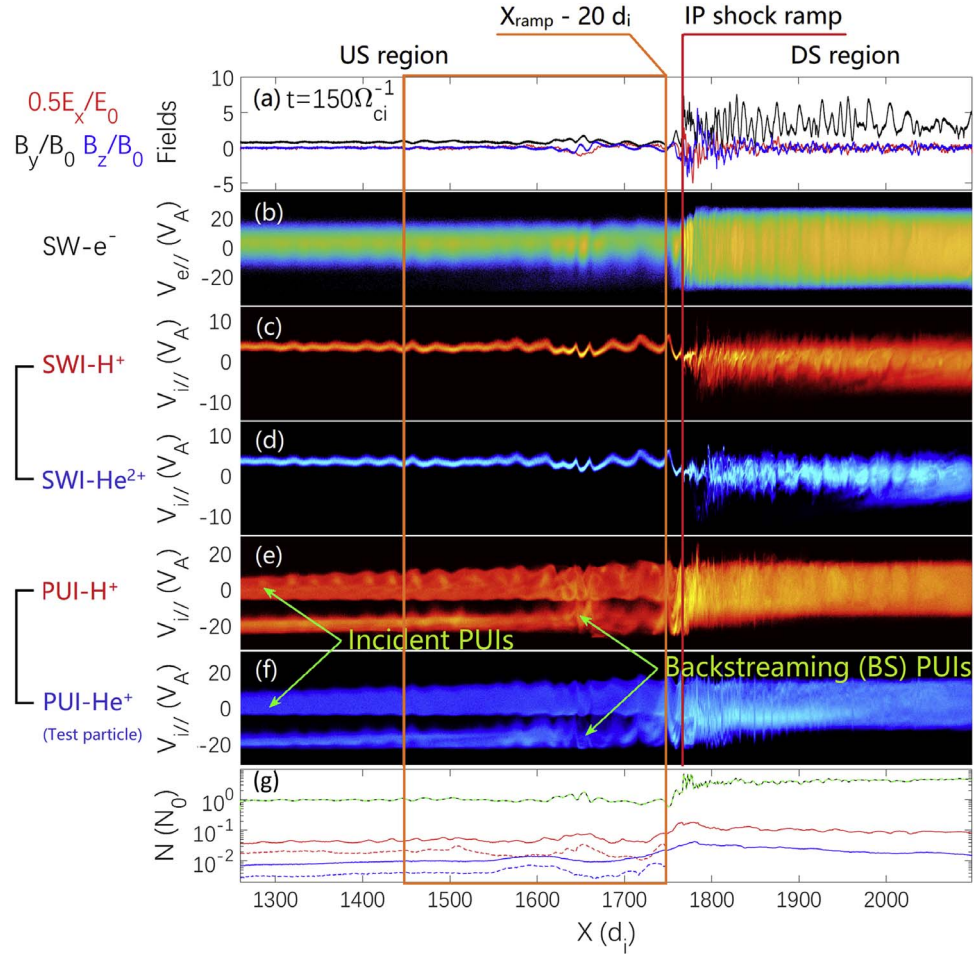 X_ramp - 20 d_i
IP shock ramp
US region
DS region
0.5E_x/E_0
B_y/B_0 B_z/B_0
Fields
10
5
0
-5
(a) t=150Ω_ci^-1
SW-e^-
V_e// (V_A)
20
0
-20
(b)
SWI-H^+
V_i// (V_A)
10
0
-10
(c)
SWI-He^2+
V_i// (V_A)
10
0
-10
(d)
PUI-H^+
V_i// (V_A)
20
0
-20
(e)
Incident PUIs
Backstreaming (BS) PUIs
PUI-He^+
(Test particle)
V_i// (V_A)
20
0
-20
(f)
N (N_0)
10^0
10^-1
10^-2
(g)
1300 1400 1500 1600 1700 1800 1900 2000
X (d_i)